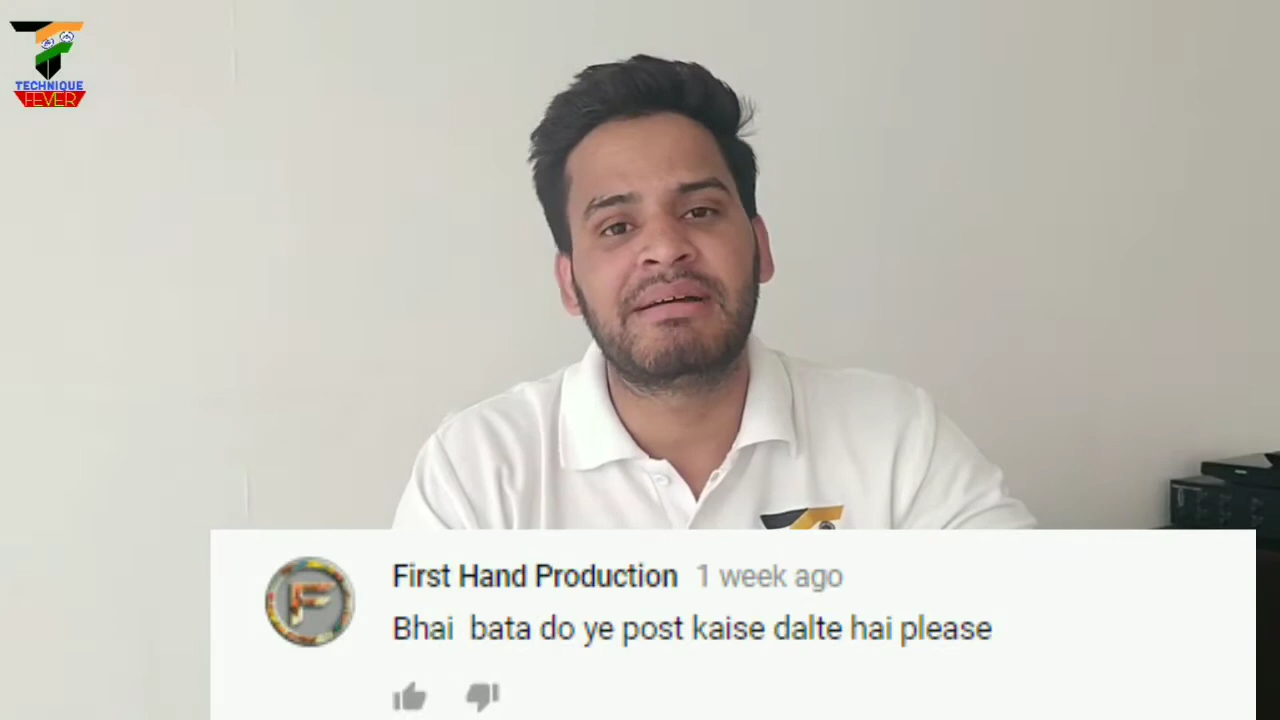 TECHNIQUE
FEVER
First Hand Production 1 week ago
Bhai bata do ye post kaise dalte hai please